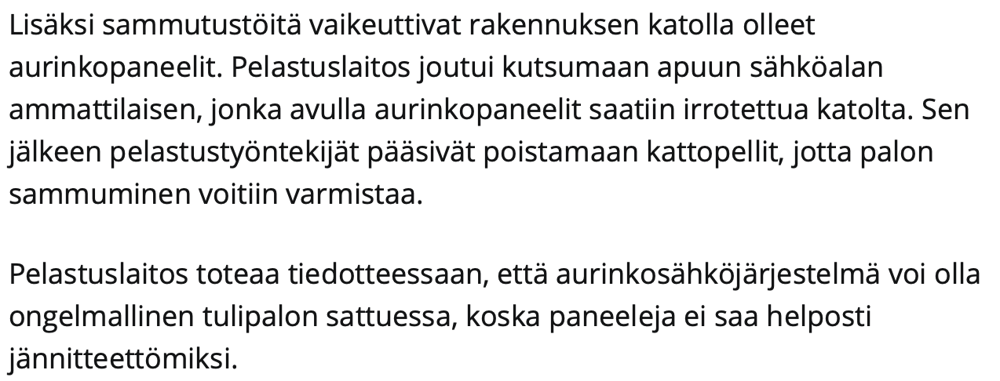 Lisäksi sammutustöitä vaikeuttivat rakennuksen katolla olleet
aurinkopaneelit. Pelastuslaitos joutui kutsumaan apuun sähköalan
ammattilaisen, jonka avulla aurinkopaneelit saatiin irrotettua katolta. Sen
jälkeen pelastustyöntekijät pääsivät poistamaan kattopellit, jotta palon
sammuminen voitiin varmistaa.
Pelastuslaitos toteaa tiedotteessaan, että aurinkosähköjärjestelmä voi olla
ongelmallinen tulipalon sattuessa, koska paneeleja ei saa helposti
jännitteettömiksi.